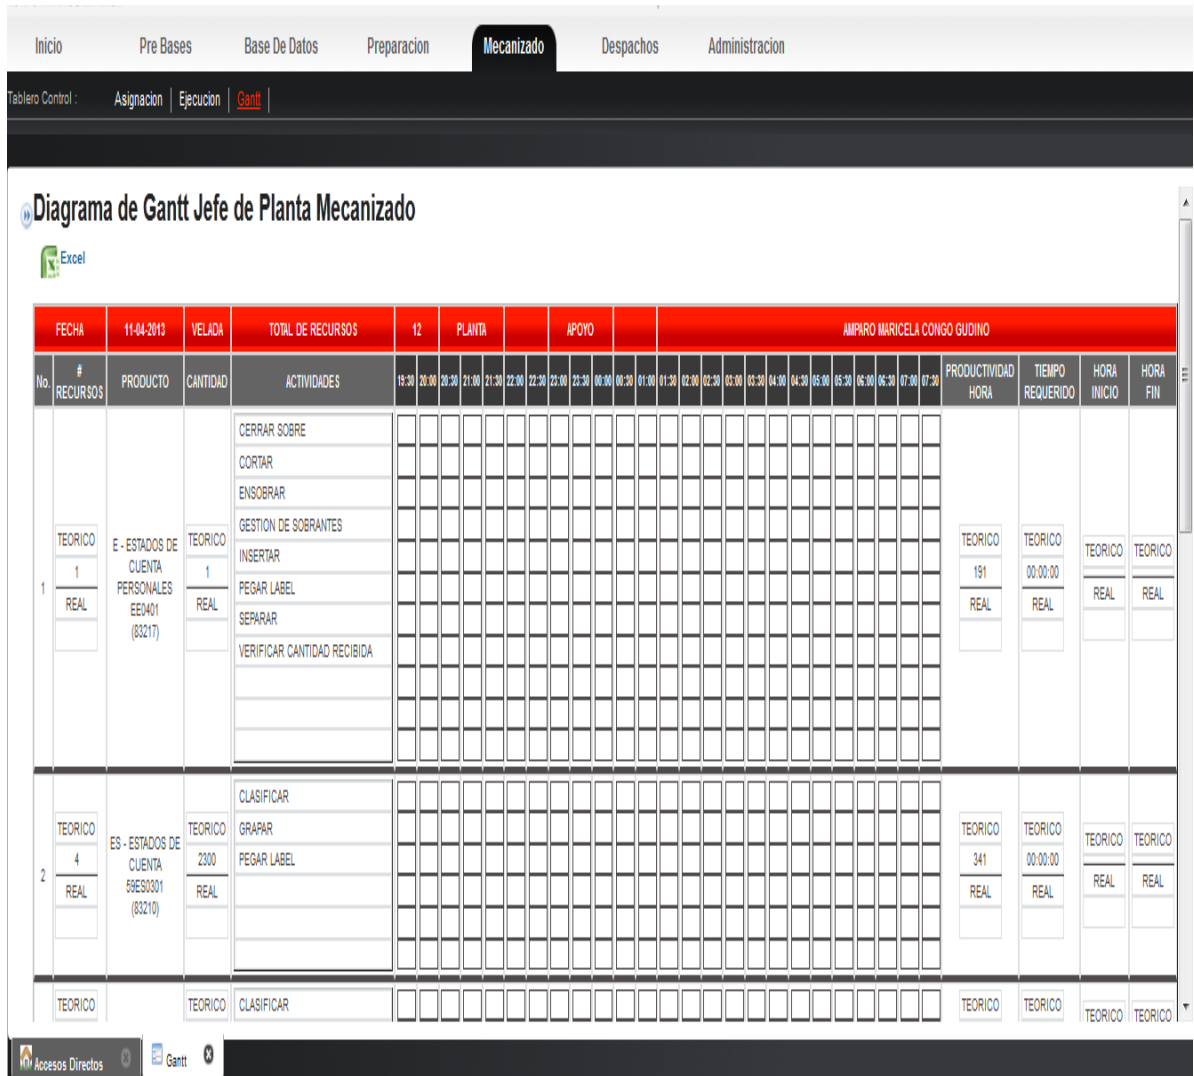 Inicio Pre Bases Base De Datos Preparacion Mecanizado Despachos Administracion
Tablero Control : Asignacion | Ejecucion | Gantt |
Diagrama de Gantt Jefe de Planta Mecanizado
Excel
FECHA 11-04-2013 VELADA TOTAL DE RECURSOS 12 PLANTA APOYO AMPARO MARICELA CONGO GUDINO
No. # RECURSOS PRODUCTO CANTIDAD ACTIVIDADES 19:30 20:00 20:30 21:00 21:30 22:00 22:30 23:00 23:30 00:00 00:30 01:00 01:30 02:00 02:30 03:00 03:30 04:00 04:30 05:00 05:30 06:00 06:30 07:00 07:30 PRODUCTIVIDAD HORA TIEMPO REQUERIDO HORA INICIO HORA FIN
1
TEORICO
1
REAL
E - ESTADOS DE
CUENTA
PERSONALES
EE0401
(83217)
TEORICO
1
REAL
CERRAR SOBRE
CORTAR
ENSOBRAR
GESTION DE SOBRANTES
INSERTAR
PEGAR LABEL
SEPARAR
VERIFICAR CANTIDAD RECIBIDA
TEORICO
191
REAL
TEORICO
00:00:00
REAL
TEORICO
REAL
TEORICO
REAL
2
TEORICO
4
REAL
ES - ESTADOS DE
CUENTA
59ES0301
(83210)
TEORICO
2300
REAL
CLASIFICAR
GRAPAR
PEGAR LABEL
TEORICO
341
REAL
TEORICO
00:00:00
REAL
TEORICO
REAL
TEORICO
REAL
TEORICO TEORICO CLASIFICAR TEORICO TEORICO TEORICO TEORICO
Accesos Directos Gantt